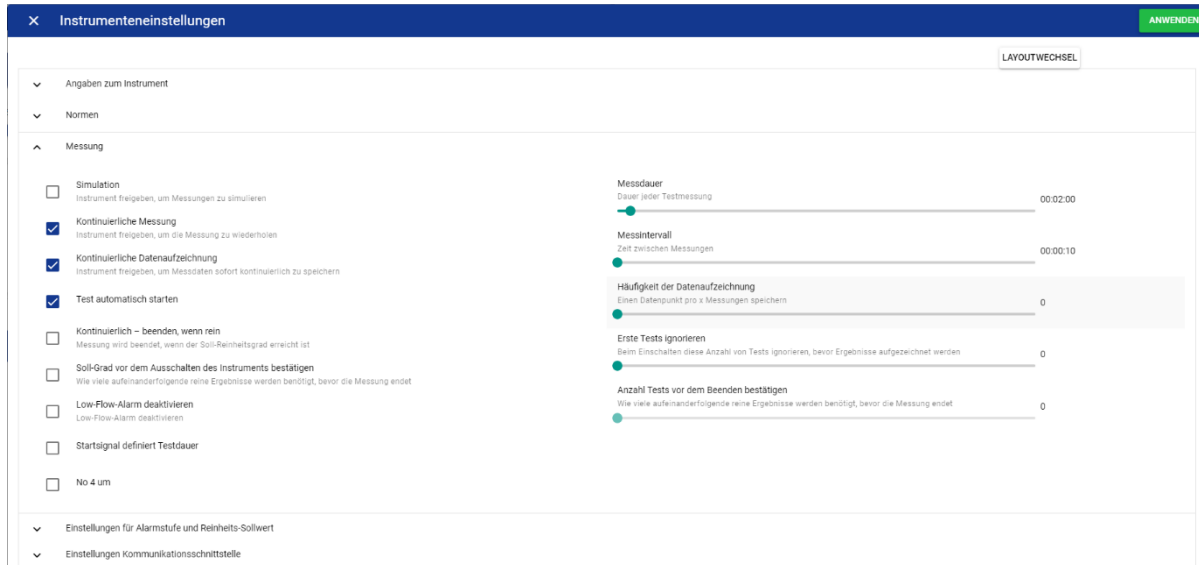 Instrumenteneinstellungen
ANWENDEN
LAYOUTWECHSEL
Angaben zum Instrument
Normen
Messung
Simulation
Instrument freigeben, um Messungen zu simulieren
Kontinuierliche Messung
Instrument freigeben, um die Messung zu wiederholen
Kontinuierliche Datenaufzeichnung
Instrument freigeben, um Messdaten sofort kontinuierlich zu speichern
Test automatisch starten
Kontinuierlich – beenden, wenn rein
Messung wird beendet, wenn der Soll-Reinheitsgrad erreicht ist
Soll-Grad vor dem Ausschalten des Instruments bestätigen
Wie viele aufeinanderfolgende reine Ergebnisse werden benötigt, bevor die Messung endet
Low-Flow-Alarm deaktivieren
Low-Flow-Alarm deaktivieren
Startsignal definiert Testdauer
No 4 um
Messdauer
Dauer jeder Testmessung
00:02:00
Messintervall
Zeit zwischen Messungen
00:00:10
Häufigkeit der Datenaufzeichnung
Einen Datenpunkt pro x Messungen speichern
0
Erste Tests ignorieren
Beim Einschalten diese Anzahl von Tests ignorieren, bevor Ergebnisse aufgezeichnet werden
0
Anzahl Tests vor dem Beenden bestätigen
Wie viele aufeinanderfolgende reine Ergebnisse werden benötigt, bevor die Messung endet
0
Einstellungen für Alarmstufe und Reinheits-Sollwert
Einstellungen Kommunikationsschnittstelle